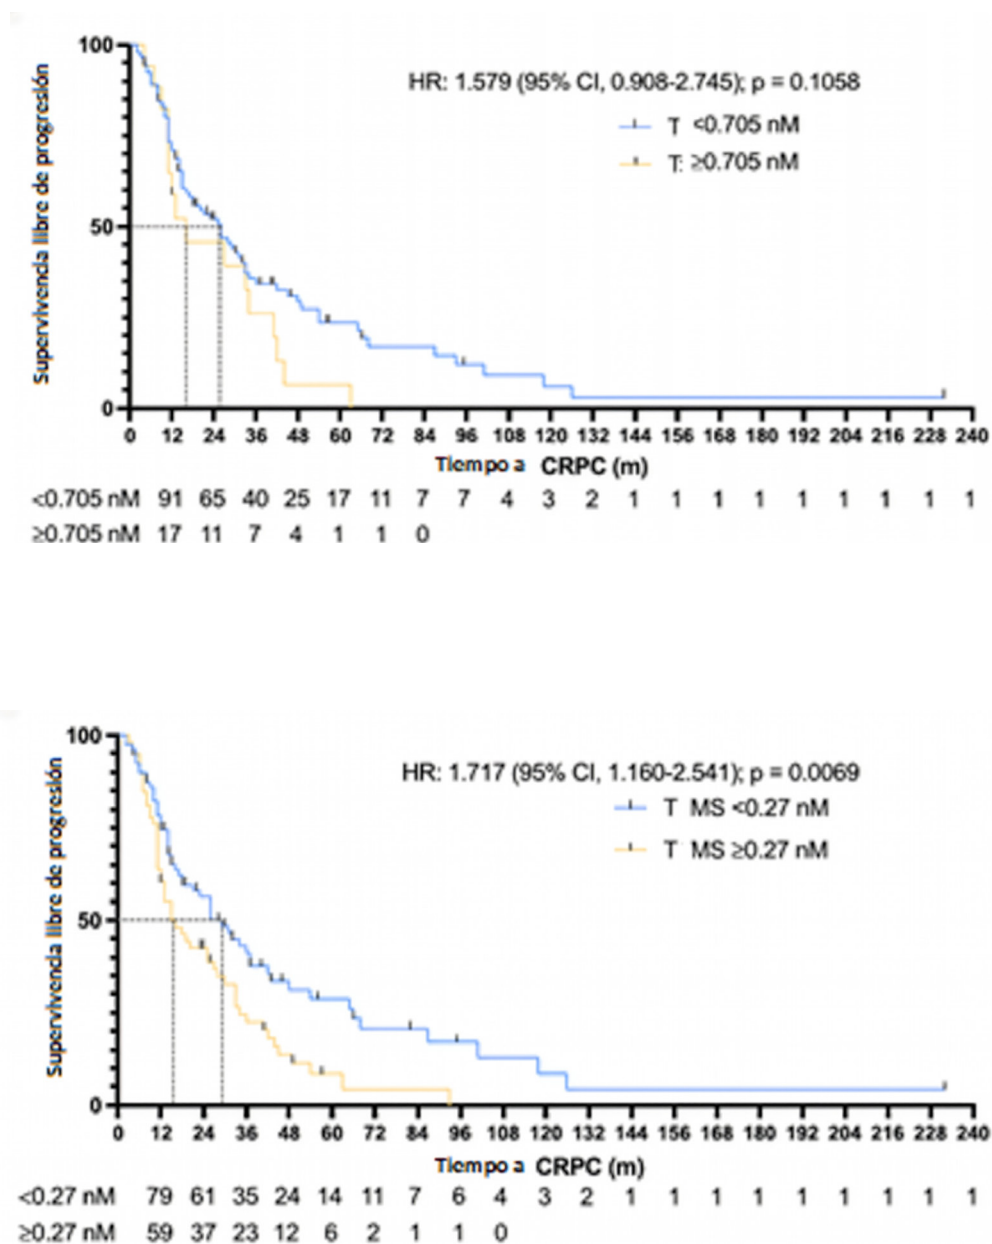 Supervivenda llbre de progresión
100
50
0
HR: 1.579 (95% CI, 0.908-2.745); p = 0.1058
T <0.705 nM
T: ≥0.705 nM
0 12 24 36 48 60 72 84 96 108 120 132 144 156 168 180 192 204 216 228 240
Tlempo a CRPC (m)
<0.705 nM 91 65 40 25 17 11 7 7 4 3 2 1 1 1 1 1 1 1 1 1
≥0.705 nM 17 11 7 4 1 1 0
Supervlvenda llbre de progresión
100
50
0
HR: 1.717 (95% CI, 1.160-2.541); p = 0.0069
T MS <0.27 nM
T MS ≥0.27 nM
0 12 24 36 48 60 72 84 96 108 120 132 144 156 168 180 192 204 216 228 240
Tlempo a CRPC (m)
<0.27 nM 79 61 35 24 14 11 7 6 4 3 2 1 1 1 1 1 1 1 1 1
≥0.27 nM 59 37 23 12 6 2 1 1 0